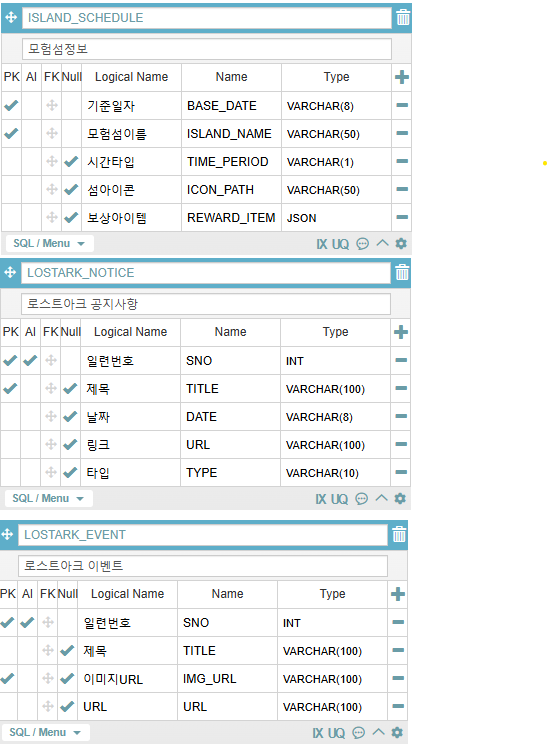 ISLAND_SCHEDULE
모험섬정보
PK AI FK Null Logical Name Name Type
기준일자 BASE_DATE VARCHAR(8)
모험섬이름 ISLAND_NAME VARCHAR(50)
시간타입 TIME_PERIOD VARCHAR(1)
섬아이콘 ICON_PATH VARCHAR(50)
보상아이템 REWARD_ITEM JSON
SQL / Menu IX UQ
LOSTARK_NOTICE
로스트아크 공지사항
PK AI FK Null Logical Name Name Type
일련번호 SNO INT
제목 TITLE VARCHAR(100)
날짜 DATE VARCHAR(8)
링크 URL VARCHAR(100)
타입 TYPE VARCHAR(10)
SQL / Menu IX UQ
LOSTARK_EVENT
로스트아크 이벤트
PK AI FK Null Logical Name Name Type
일련번호 SNO INT
제목 TITLE VARCHAR(100)
이미지URL IMG_URL VARCHAR(100)
URL URL VARCHAR(100)
SQL / Menu IX UQ